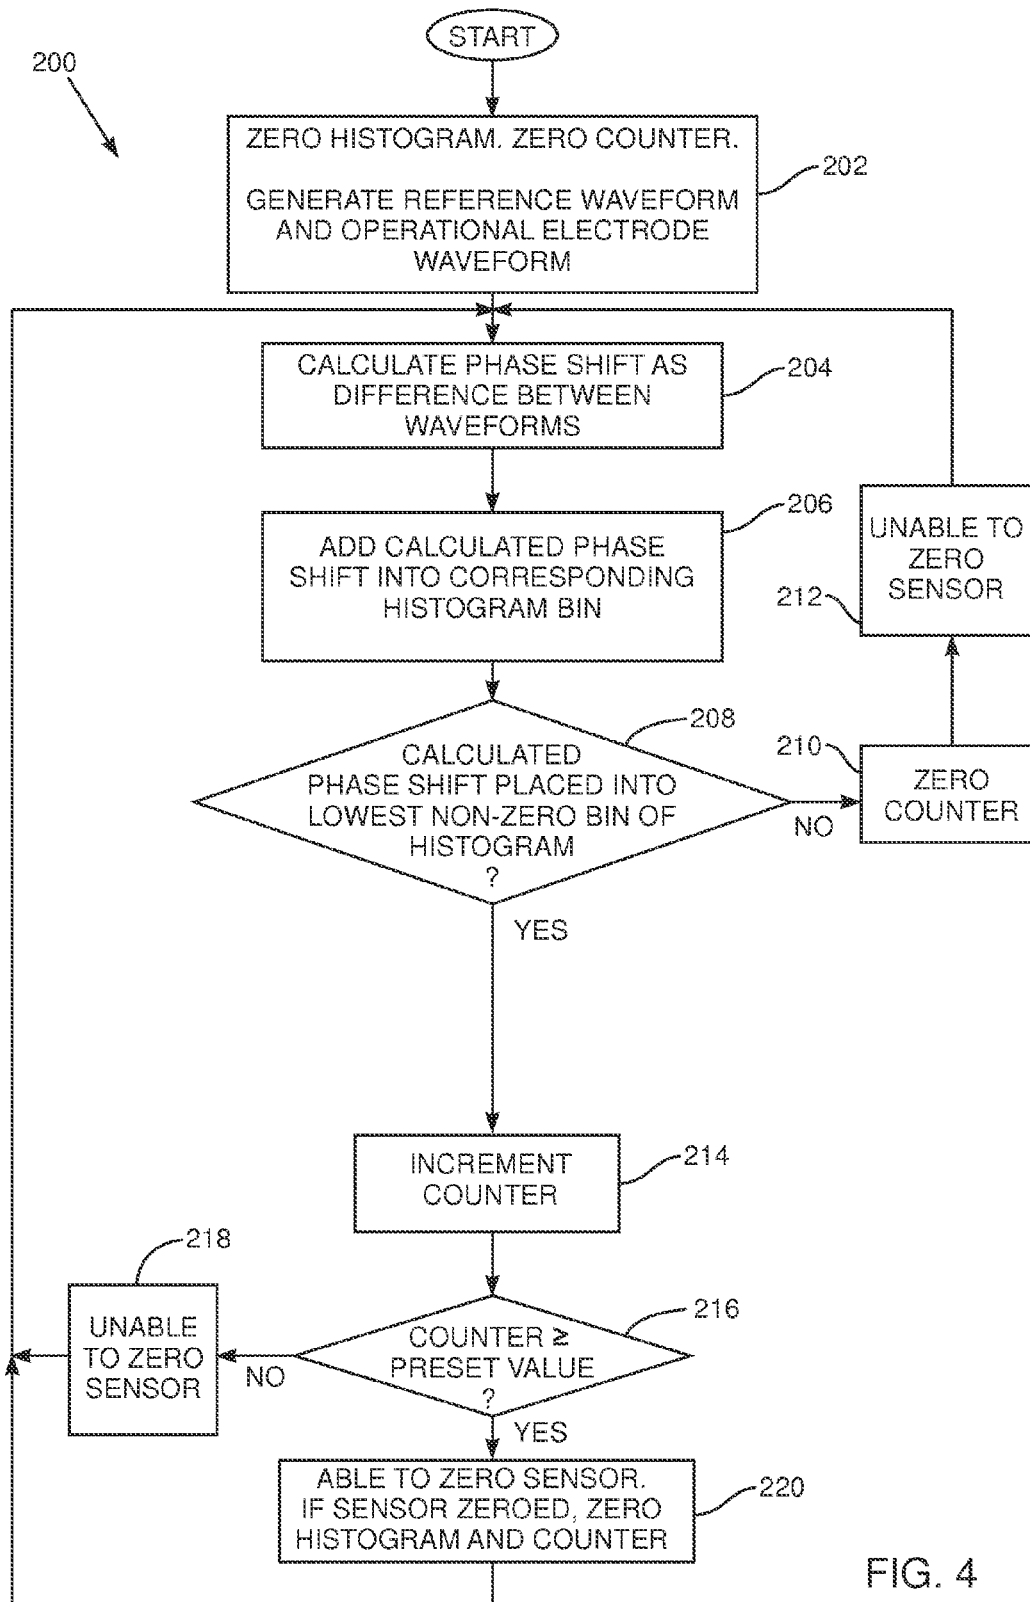 START
200
ZERO HISTOGRAM. ZERO COUNTER.
GENERATE REFERENCE WAVEFORM
AND OPERATIONAL ELECTRODE
WAVEFORM
202
CALCULATE PHASE SHIFT AS
DIFFERENCE BETWEEN
WAVEFORMS
204
ADD CALCULATED PHASE
SHIFT INTO CORRESPONDING
HISTOGRAM BIN
206
UNABLE TO
ZERO
SENSOR
212
CALCULATED
PHASE SHIFT PLACED INTO
LOWEST NON-ZERO BIN OF
HISTOGRAM
?
208
NO
210
ZERO
COUNTER
YES
INCREMENT
COUNTER
214
218
UNABLE
TO ZERO
SENSOR
NO
COUNTER ≥
PRESET VALUE
?
216
YES
ABLE TO ZERO SENSOR.
IF SENSOR ZEROED, ZERO
HISTOGRAM AND COUNTER
220
FIG. 4